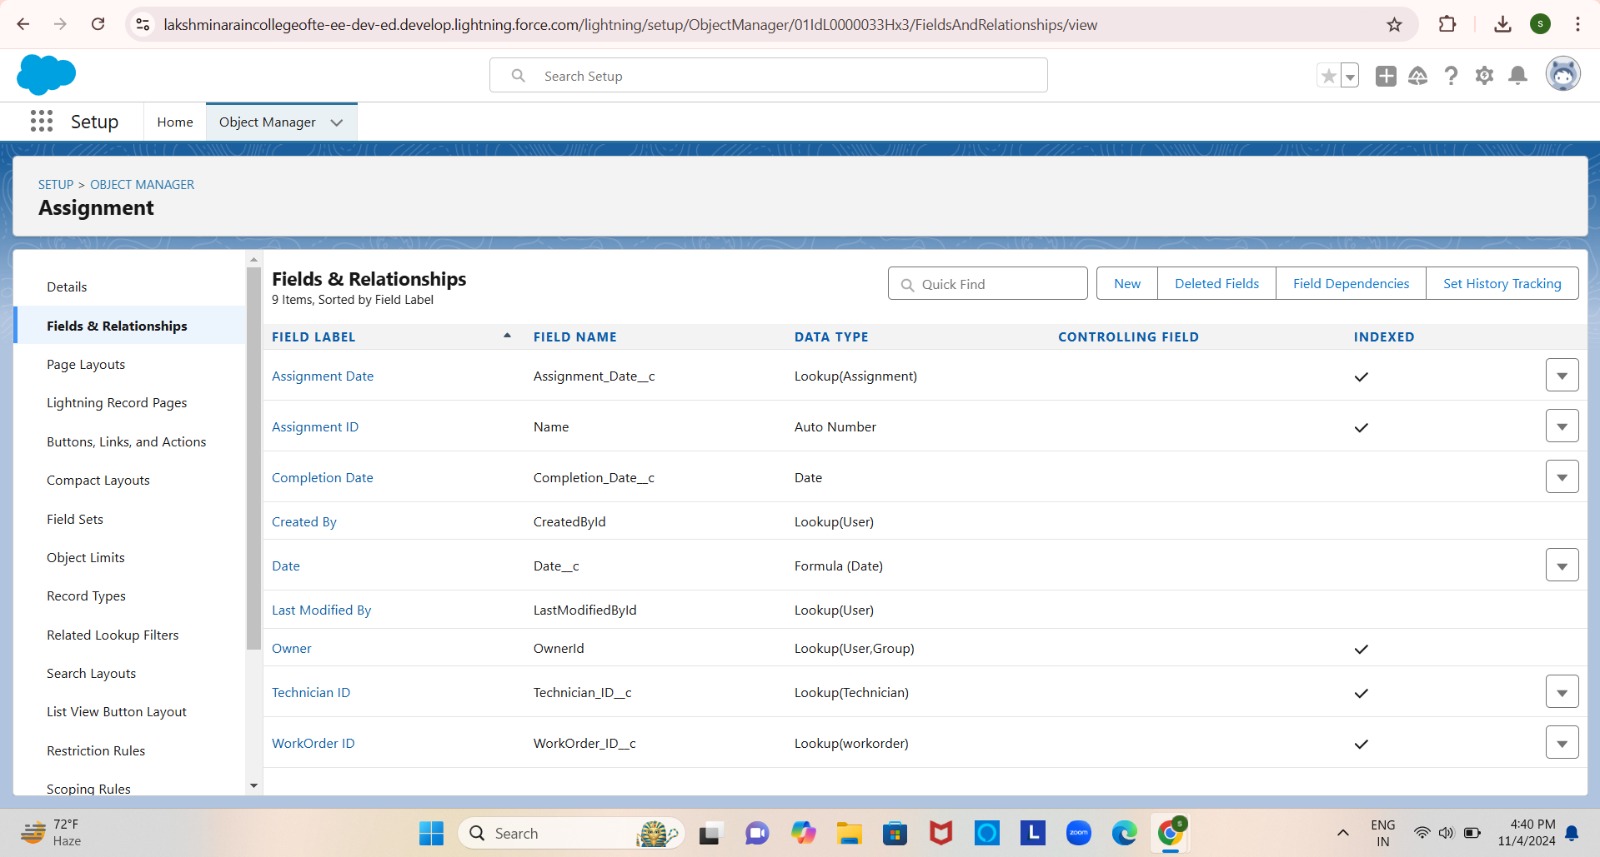 lakshminaraincollegeofte-ee-dev-ed.develop.lightning.force.com/lightning/setup/ObjectManager/01IdL0000033Hx3/FieldsAndRelationships/view
S
Search Setup
Setup
Home
Object Manager
SETUP > OBJECT MANAGER
Assignment
Details
Fields & Relationships
Page Layouts
Lightning Record Pages
Buttons, Links, and Actions
Compact Layouts
Field Sets
Object Limits
Record Types
Related Lookup Filters
Search Layouts
List View Button Layout
Restriction Rules
Scoping Rules
Fields & Relationships
9 Items, Sorted by Field Label
Quick Find
New
Deleted Fields
Field Dependencies
Set History Tracking
FIELD LABEL FIELD NAME DATA TYPE CONTROLLING FIELD INDEXED
Assignment Date Assignment_Date__c Lookup(Assignment)
Assignment ID Name Auto Number
Completion Date Completion_Date__c Date
Created By CreatedById Lookup(User)
Date Date__c Formula (Date)
Last Modified By LastModifiedById Lookup(User)
Owner OwnerId Lookup(User,Group)
Technician ID Technician_ID__c Lookup(Technician)
WorkOrder ID WorkOrder_ID__c Lookup(workorder)
72°F
Haze
Search
L
zoom
S
ENG
IN
4:40 PM
11/4/2024